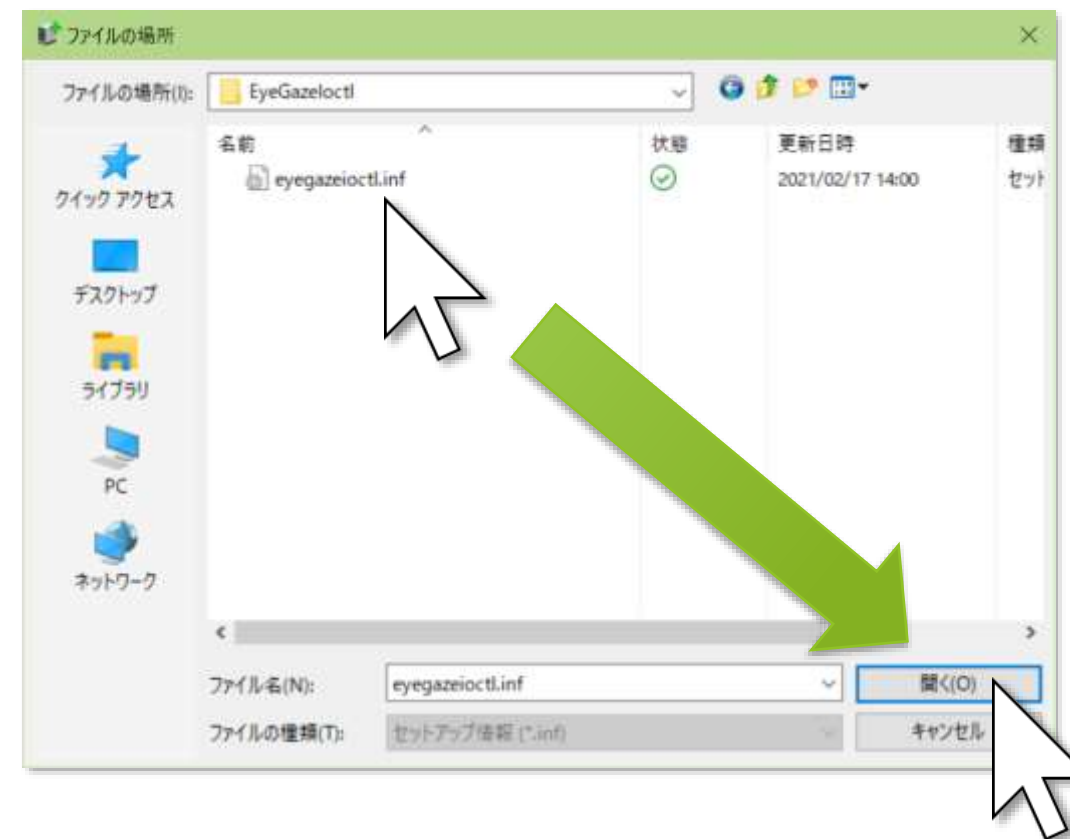 ファイルの場所
ファイルの場所(I): EyeGazeIoctl
名前 状態 更新日時 種類
eyegazeioctl.inf 2021/02/17 14:00 セット
クイック アクセス
デスクトップ
ライブラリ
PC
ネットワーク
ファイル名(N): eyegazeioctl.inf 開く(O)
ファイルの種類(T): セットアップ情報 (*.inf) キャンセル